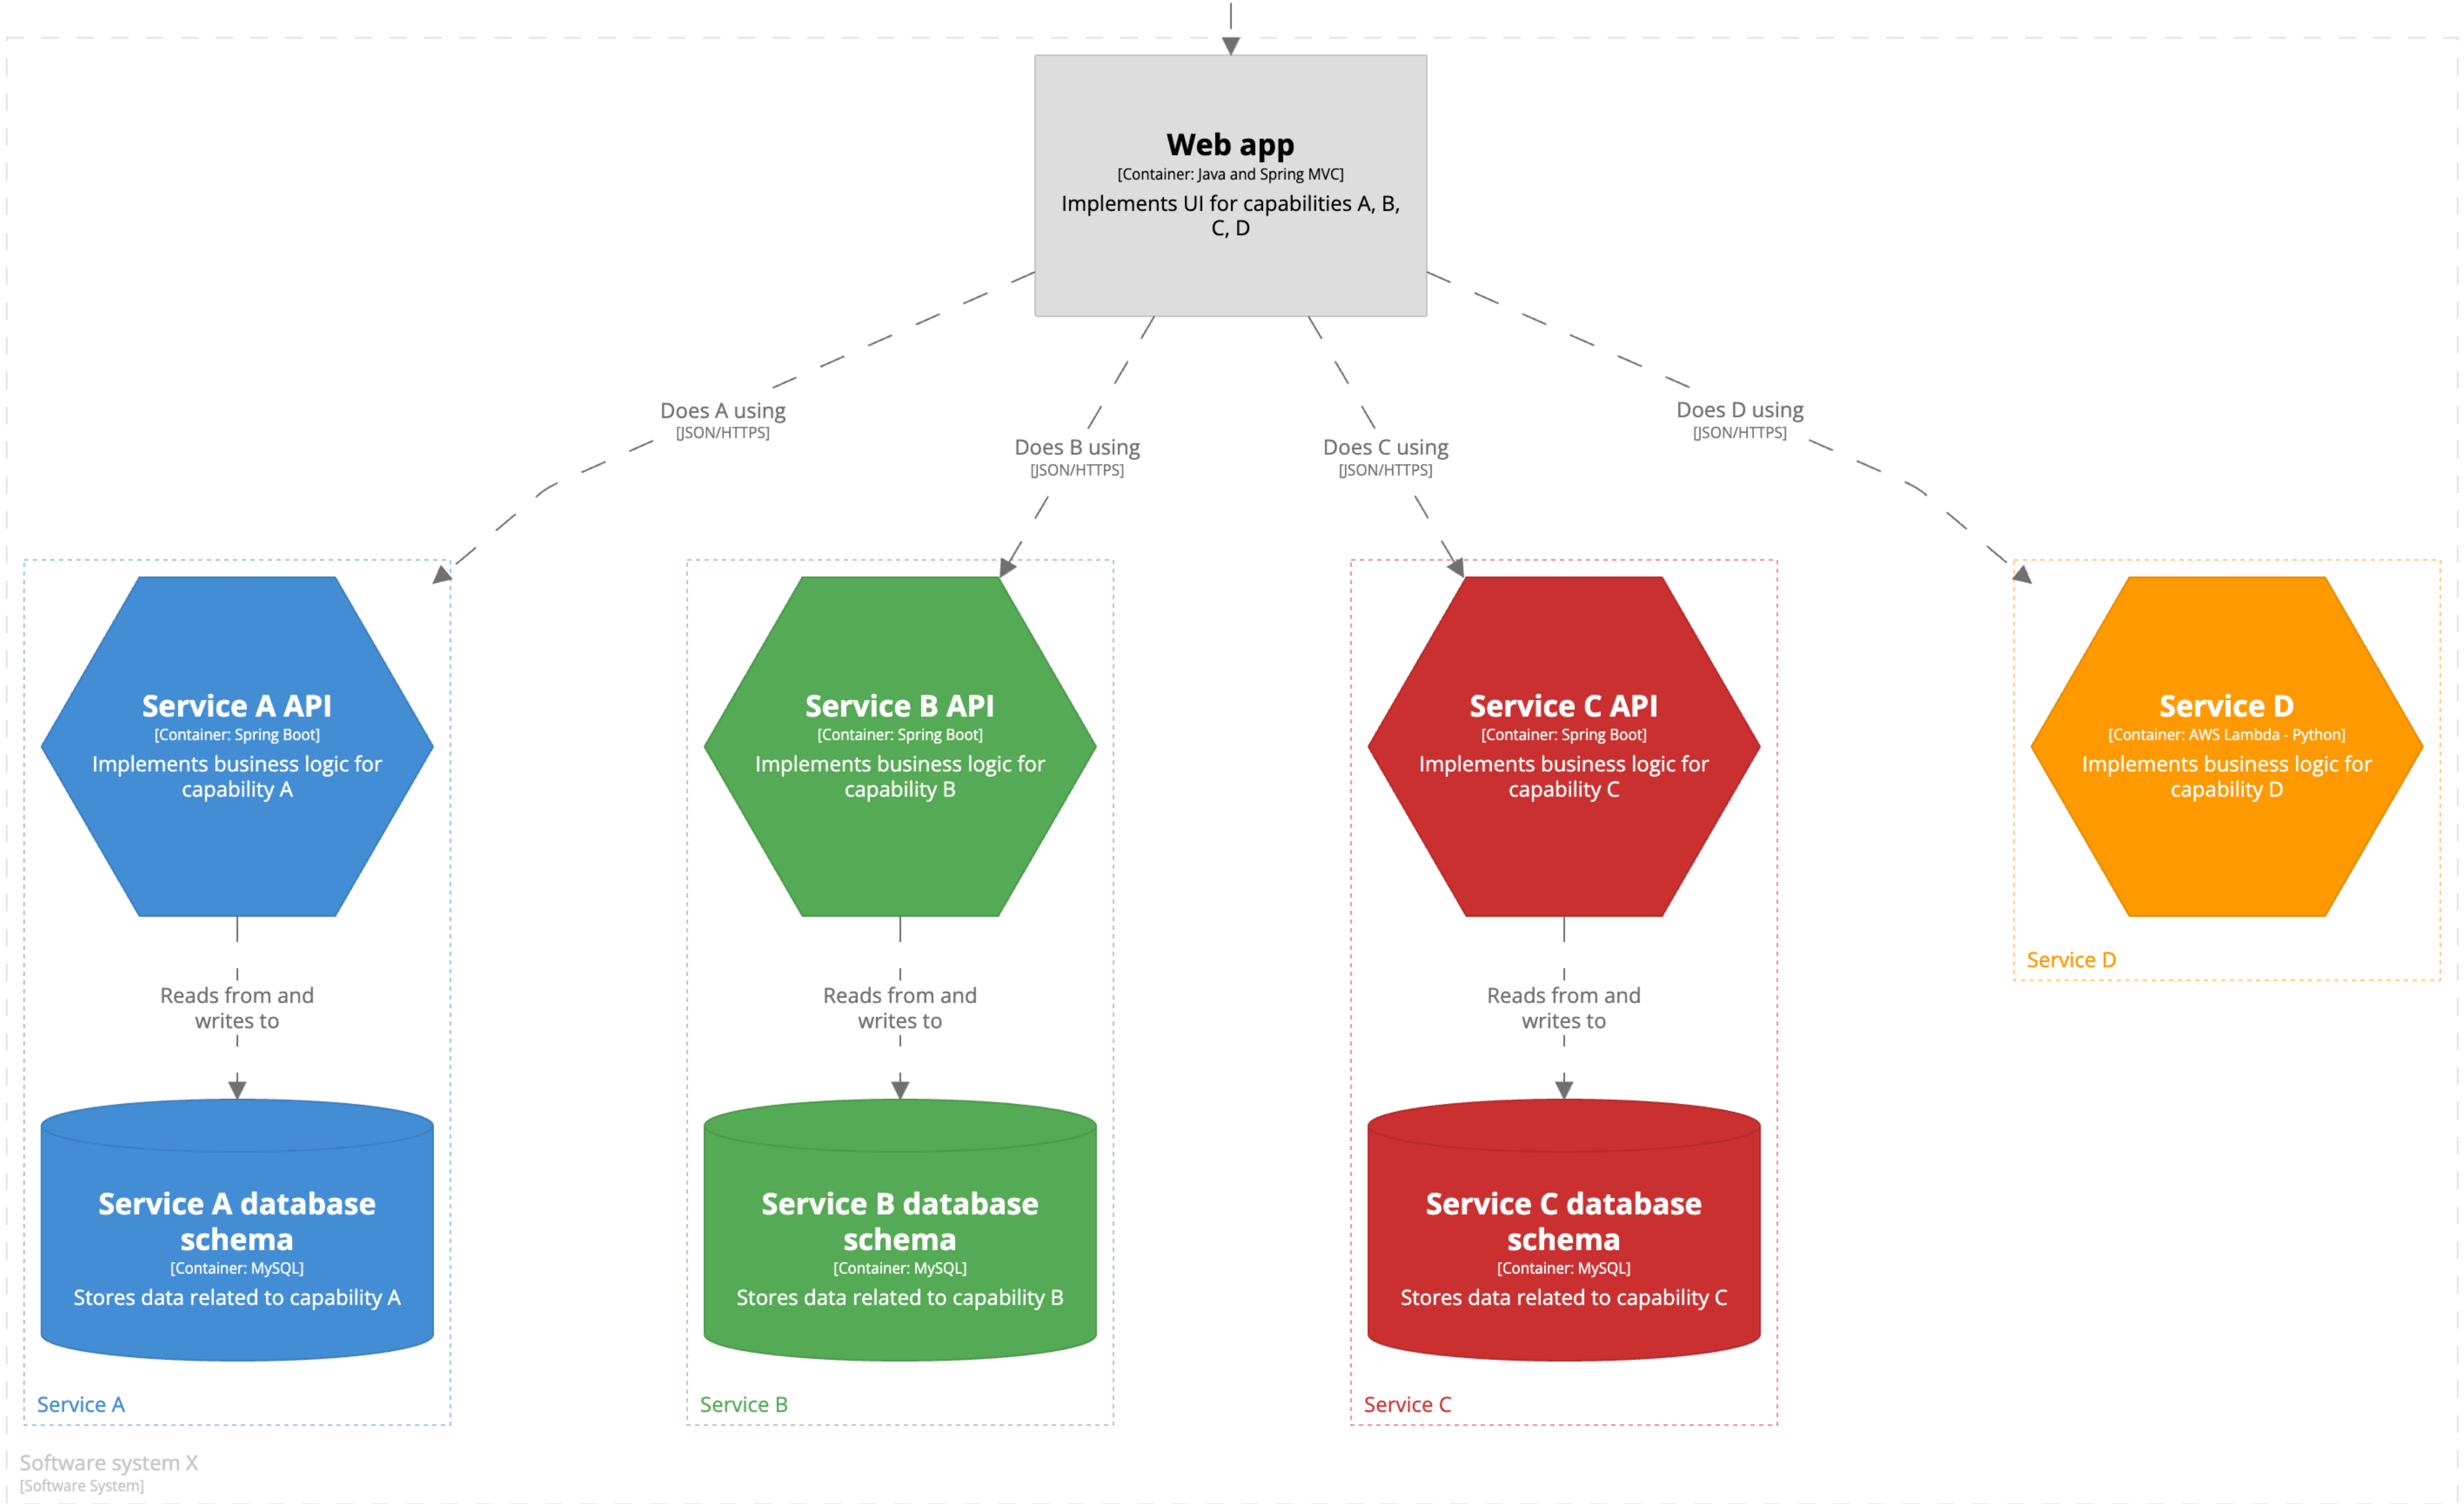 Web app
[Container: Java and Spring MVC]
Implements UI for capabilities A, B,
C, D
Does A using
[JSON/HTTPS]
Does B using
[JSON/HTTPS]
Does C using
[JSON/HTTPS]
Does D using
[JSON/HTTPS]
Service A API
[Container: Spring Boot]
Implements business logic for
capability A
Service B API
[Container: Spring Boot]
Implements business logic for
capability B
Service C API
[Container: Spring Boot]
Implements business logic for
capability C
Service D
[Container: AWS Lambda - Python]
Implements business logic for
capability D
Service D
Reads from and
writes to
Reads from and
writes to
Reads from and
writes to
Service A database
schema
[Container: MySQL]
Stores data related to capability A
Service B database
schema
[Container: MySQL]
Stores data related to capability B
Service C database
schema
[Container: MySQL]
Stores data related to capability C
Service A
Service B
Service C
Software system X
[Software System]